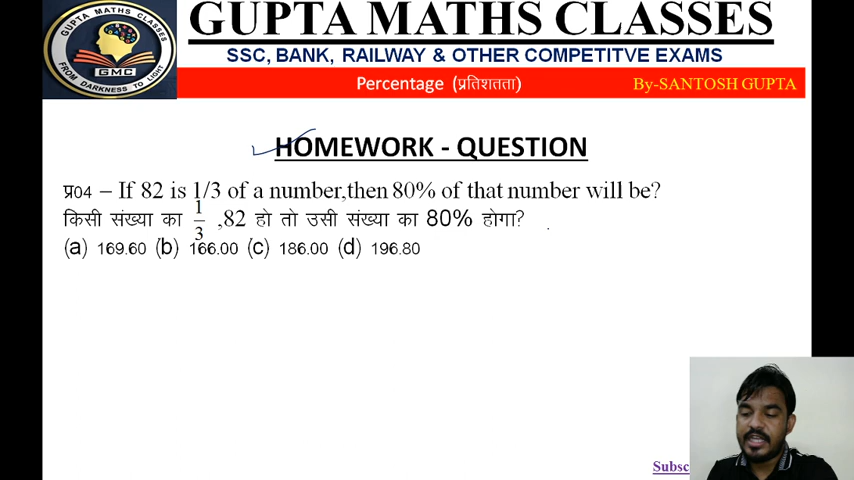 GUPTA MATHS CLASSES
GUPTA MATHS CLASSES
GMC
FROM DARKNESS TO LIGHT
SSC, BANK, RAILWAY & OTHER COMPETITVE EXAMS
Percentage (प्रतिशतता) By-SANTOSH GUPTA
HOMEWORK - QUESTION
प्र04 – If 82 is 1/3 of a number,then 80% of that number will be?
किसी संख्या का 1/3 ,82 हो तो उसी संख्या का 80% होगा?
(a) 169.60 (b) 166.00 (c) 186.00 (d) 196.80
Subsc